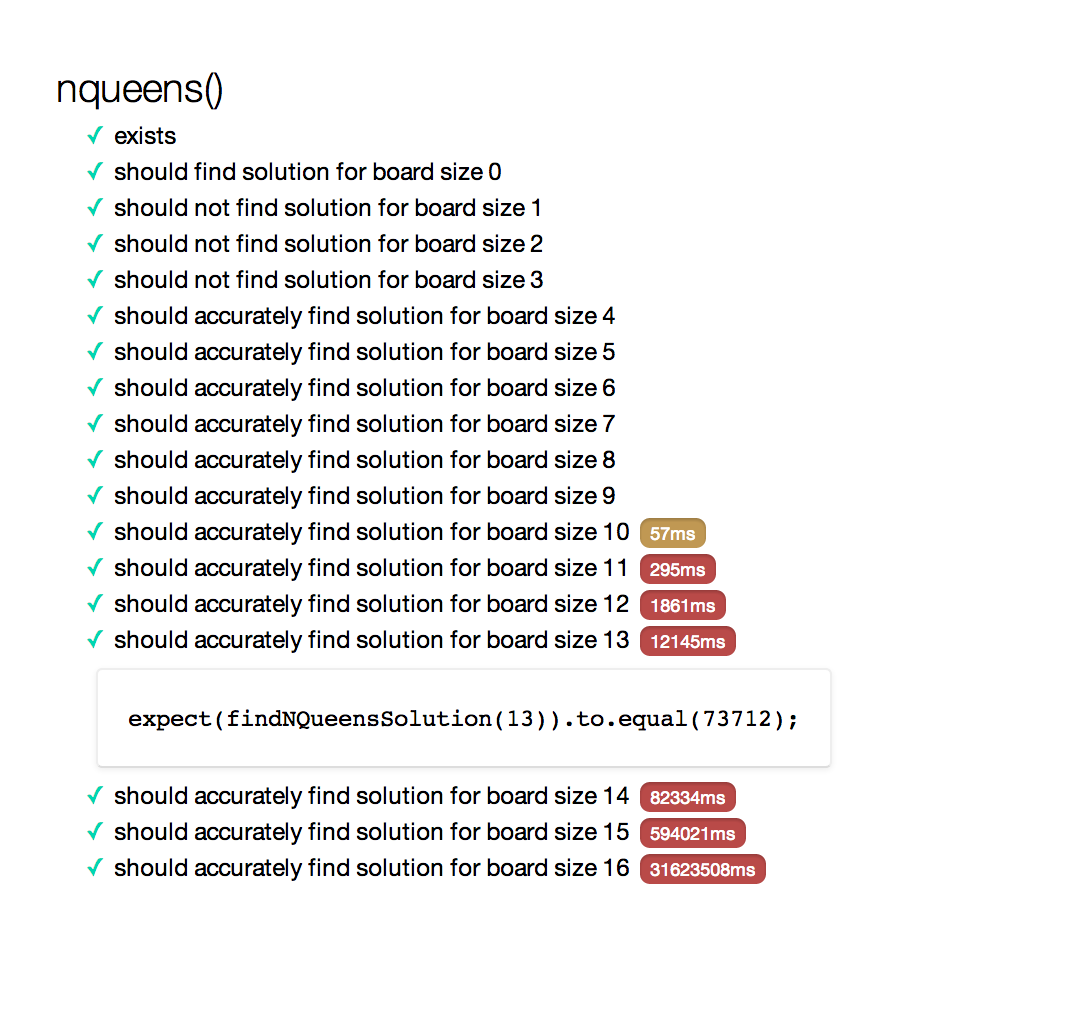 nqueens()
✓ exists
✓ should find solution for board size 0
✓ should not find solution for board size 1
✓ should not find solution for board size 2
✓ should not find solution for board size 3
✓ should accurately find solution for board size 4
✓ should accurately find solution for board size 5
✓ should accurately find solution for board size 6
✓ should accurately find solution for board size 7
✓ should accurately find solution for board size 8
✓ should accurately find solution for board size 9
✓ should accurately find solution for board size 10 57ms
✓ should accurately find solution for board size 11 295ms
✓ should accurately find solution for board size 12 1861ms
✓ should accurately find solution for board size 13 12145ms
expect(findNQueensSolution(13)).to.equal(73712);
✓ should accurately find solution for board size 14 82334ms
✓ should accurately find solution for board size 15 594021ms
✓ should accurately find solution for board size 16 31623508ms